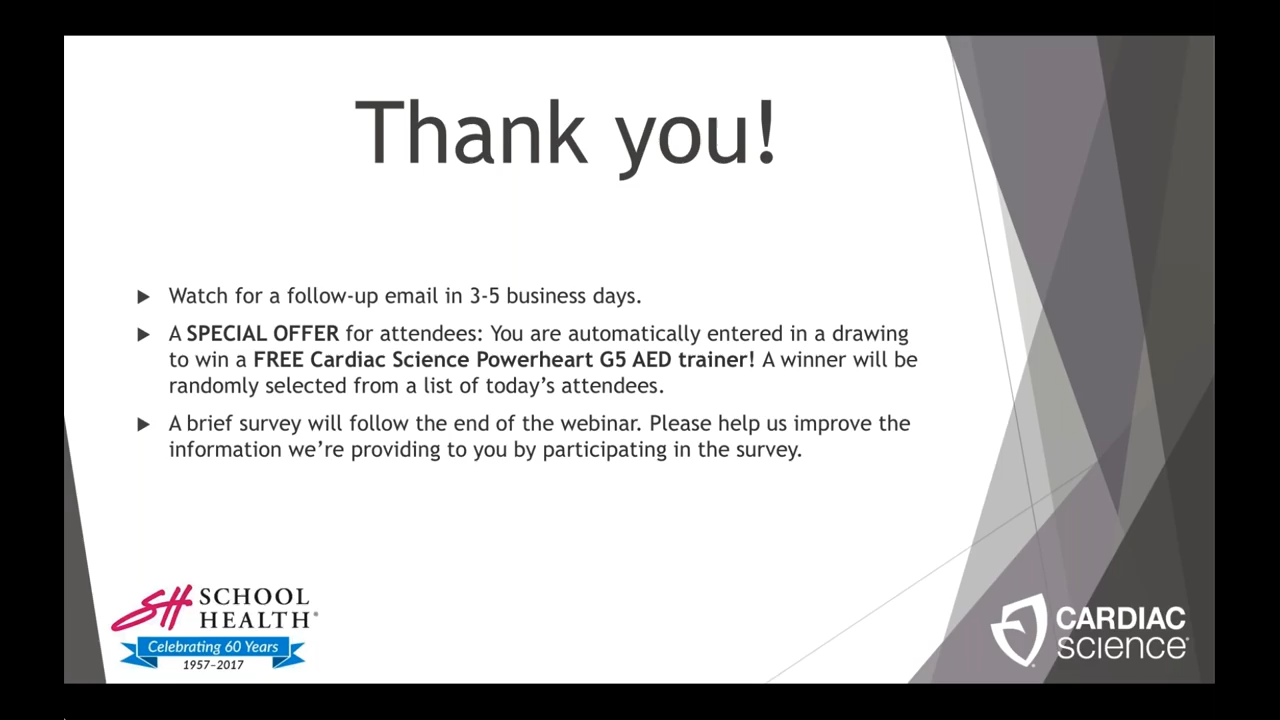 Thank you!
Watch for a follow-up email in 3-5 business days.
A SPECIAL OFFER for attendees: You are automatically entered in a drawing
to win a FREE Cardiac Science Powerheart G5 AED trainer! A winner will be
randomly selected from a list of today’s attendees.
A brief survey will follow the end of the webinar. Please help us improve the
information we’re providing to you by participating in the survey.
SH SCHOOL
HEALTH®
Celebrating 60 Years
1957–2017
CARDIAC
science®